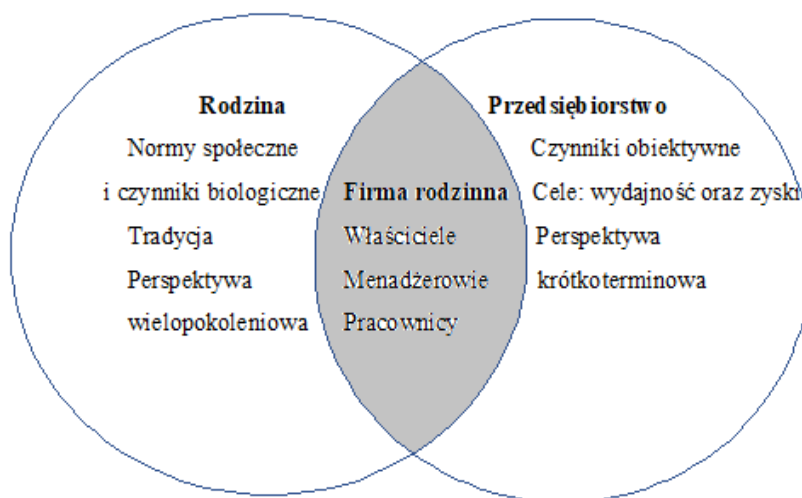 Rodzina
Normy społeczne
i czynniki biologiczne
Tradycja
Perspektywa
wielopokoleniowa
Firma rodzinna
Właściciele
Menadżerowie
Pracownicy
Przedsiębiorstwo
Czynniki obiektywne
Cele: wydajność oraz zyski
Perspektywa
krótkoterminowa